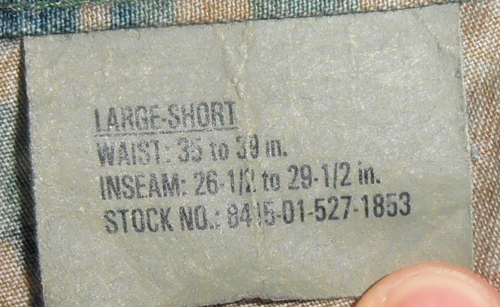 LARGE-SHORT
WAIST: 35 to 39 in.
INSEAM: 26-1/2 to 29-1/2 in.
STOCK NO.: 8415-01-527-1853